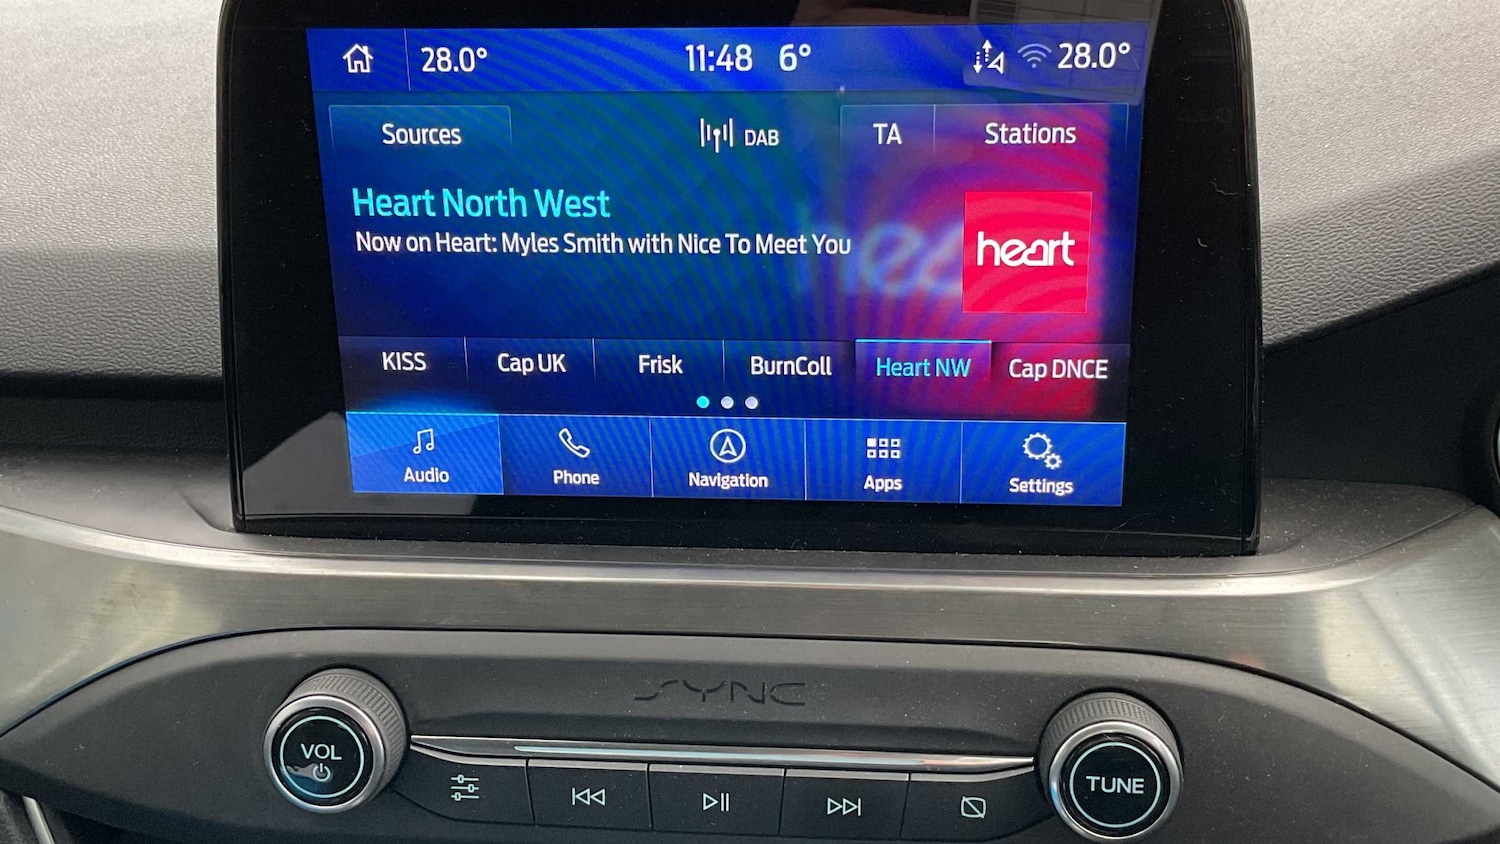 28.0° 11:48 6° 28.0°
Sources DAB TA Stations
Heart North West
Now on Heart: Myles Smith with Nice To Meet You
heart
KISS Cap UK Frisk BurnColl Heart NW Cap DNCE
Audio Phone Navigation Apps Settings
SYNC
VOL
TUNE